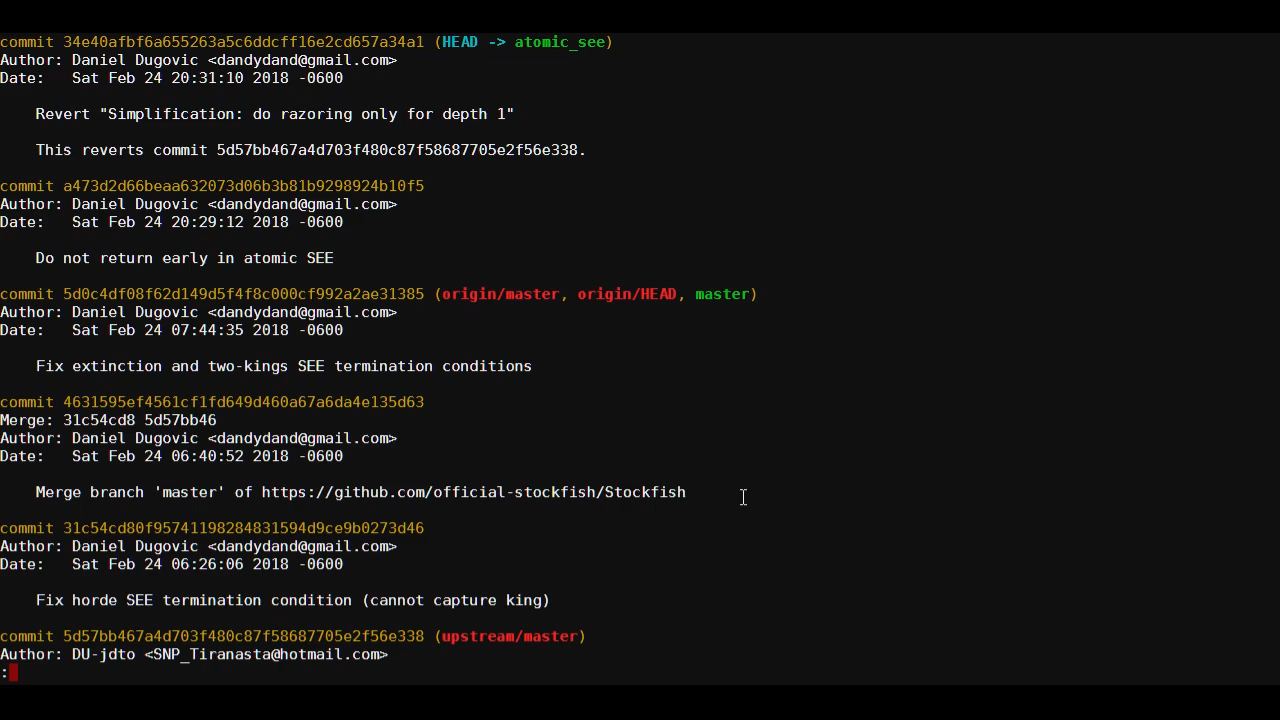 commit 34e40afbf6a655263a5c6ddcff16e2cd657a34a1 (HEAD -> atomic_see)
Author: Daniel Dugovic <dandydand@gmail.com>
Date:   Sat Feb 24 20:31:10 2018 -0600
Revert "Simplification: do razoring only for depth 1"
This reverts commit 5d57bb467a4d703f480c87f58687705e2f56e338.
commit a473d2d66beaa632073d06b3b81b9298924b10f5
Author: Daniel Dugovic <dandydand@gmail.com>
Date:   Sat Feb 24 20:29:12 2018 -0600
Do not return early in atomic SEE
commit 5d0c4df08f62d149d5f4f8c000cf992a2ae31385 (origin/master, origin/HEAD, master)
Author: Daniel Dugovic <dandydand@gmail.com>
Date:   Sat Feb 24 07:44:35 2018 -0600
Fix extinction and two-kings SEE termination conditions
commit 4631595ef4561cf1fd649d460a67a6da4e135d63
Merge: 31c54cd8 5d57bb46
Author: Daniel Dugovic <dandydand@gmail.com>
Date:   Sat Feb 24 06:40:52 2018 -0600
Merge branch 'master' of https://github.com/official-stockfish/Stockfish
commit 31c54cd80f95741198284831594d9ce9b0273d46
Author: Daniel Dugovic <dandydand@gmail.com>
Date:   Sat Feb 24 06:26:06 2018 -0600
Fix horde SEE termination condition (cannot capture king)
commit 5d57bb467a4d703f480c87f58687705e2f56e338 (upstream/master)
Author: DU-jdto <SNP_Tiranasta@hotmail.com>
: